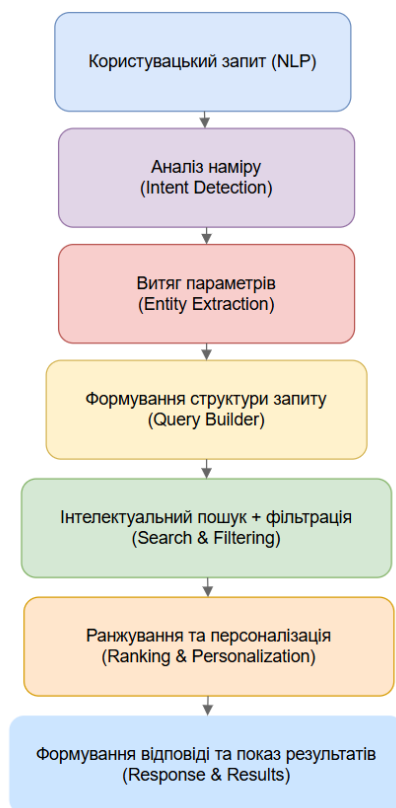 Користувацький запит (NLP)
Аналіз наміру
(Intent Detection)
Витяг параметрів
(Entity Extraction)
Формування структури запиту
(Query Builder)
Інтелектуальний пошук + фільтрація
(Search & Filtering)
Ранжування та персоналізація
(Ranking & Personalization)
Формування відповіді та показ результатів
(Response & Results)